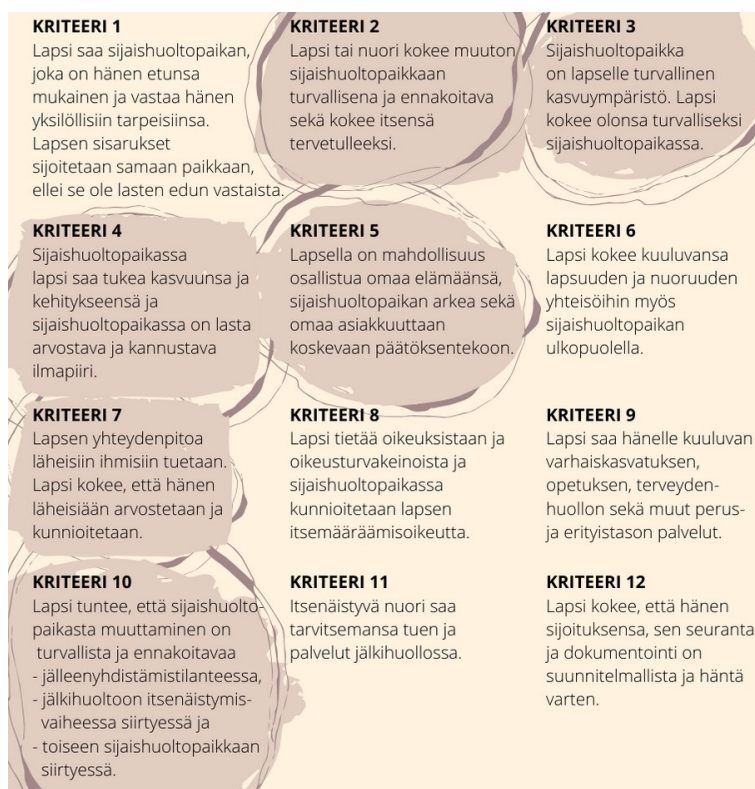 KRITEERI 1
Lapsi saa sijaishuoltopaikan,
joka on hänen etunsa
mukainen ja vastaa hänen
yksilöllisiin tarpeisiinsa.
Lapsen sisarukset
sijoitetaan samaan paikkaan,
ellei se ole lasten edun vastaista.
KRITEERI 2
Lapsi tai nuori kokee muuton
sijaishuoltopaikkaan
turvallisena ja ennakoitava
sekä kokee itsensä
tervetulleeksi.
KRITEERI 3
Sijaishuoltopaikka
on lapselle turvallinen
kasvuympäristö. Lapsi
kokee olonsa turvalliseksi
sijaishuoltopaikassa.
KRITEERI 4
Sijaishuoltopaikassa
lapsi saa tukea kasvuunsa ja
kehitykseensä ja
sijaishuoltopaikassa on lasta
arvostava ja kannustava
ilmapiiri.
KRITEERI 5
Lapsella on mahdollisuus
osallistua omaa elämäänsä,
sijaishuoltopaikan arkea sekä
omaa asiakkuuttaan
koskevaan päätöksentekoon.
KRITEERI 6
Lapsi kokee kuuluvansa
lapsuuden ja nuoruuden
yhteisöihin myös
sijaishuoltopaikan
ulkopuolella.
KRITEERI 7
Lapsen yhteydenpitoa
läheisiin ihmisiin tuetaan.
Lapsi kokee, että hänen
läheisiään arvostetaan ja
kunnioitetaan.
KRITEERI 8
Lapsi tietää oikeuksistaan ja
oikeusturvakeinoista ja
sijaishuoltopaikassa
kunnioitetaan lapsen
itsemääräämisoikeutta.
KRITEERI 9
Lapsi saa hänelle kuuluvan
varhaiskasvatuksen,
opetuksen, terveyden-
huollon sekä muut perus-
ja erityistason palvelut.
KRITEERI 10
Lapsi tuntee, että sijaishuolto-
paikasta muuttaminen on
turvallista ja ennakoitavaa
- jälleenyhdistämistilanteessa,
- jälkihuoltoon itsenäistymis-
vaiheessa siirtyessä ja
- toiseen sijaishuoltopaikkaan
siirtyessä.
KRITEERI 11
Itsenäistyvä nuori saa
tarvitsemansa tuen ja
palvelut jälkihuollossa.
KRITEERI 12
Lapsi kokee, että hänen
sijoituksensa, sen seuranta
ja dokumentointi on
suunnitelmallista ja häntä
varten.